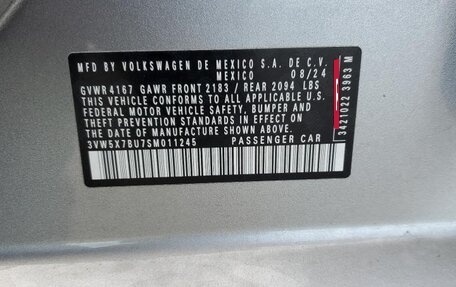 MFD BY VOLKSWAGEN DE MEXICO S.A. DE C.V.
MEXICO 08/24
GVWR4167 GAWR FRONT 2183 / REAR 2094 LBS
THIS VEHICLE CONFORMS TO ALL APPLICABLE
FEDERAL MOTOR VEHICLE SAFETY, BUMPER AND
THEFT PREVENTION STANDARDS IN EFFECT ON
THE DATE OF MANUFACTURE SHOWN ABOVE.
3VW5X7BU7SM011245 PASSENGER CAR
3421022 3963 M